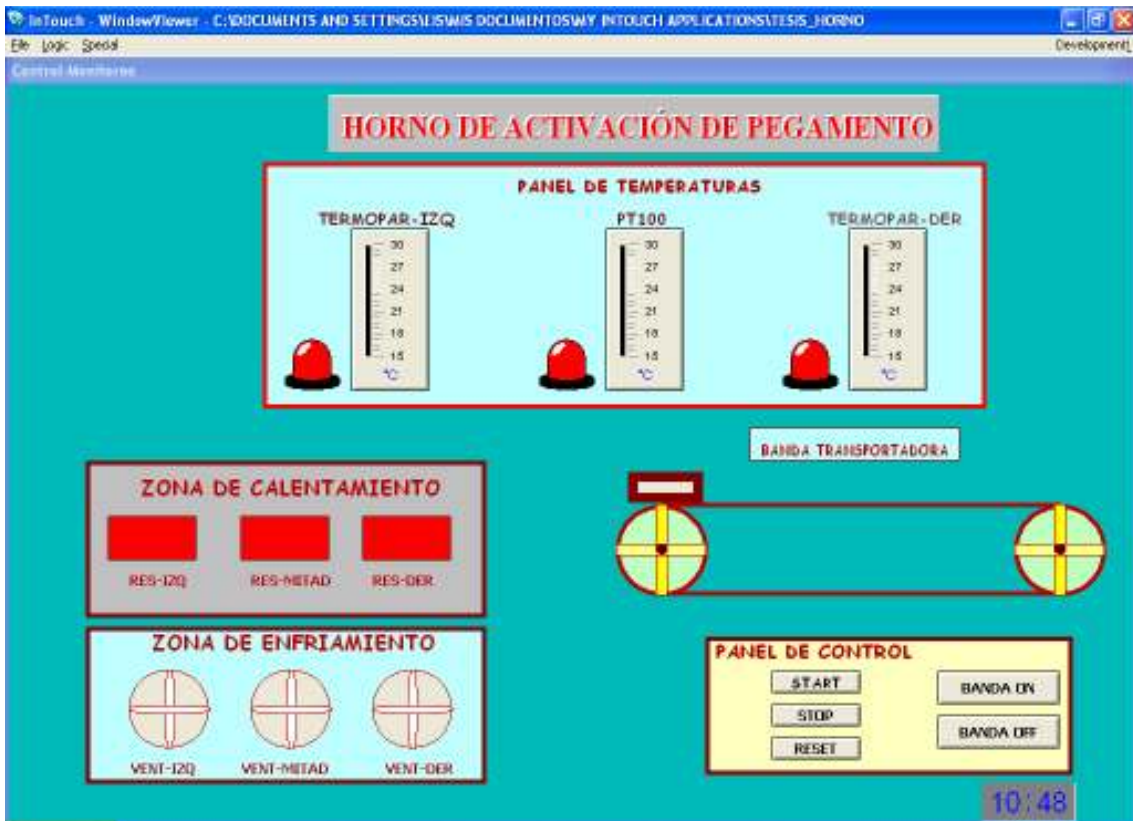 InTouch - WindowViewer - C:\DOCUMENTS AND SETTINGS\LIS\MIS DOCUMENTOS\MY INTOUCH APPLICATIONS\TESIS_HORNO
File Logic Special
Development
Control Monitoreo
HORNO DE ACTIVACIÓN DE PEGAMENTO
PANEL DE TEMPERATURAS
TERMOPAR-IZQ PT100 TERMOPAR-DER
30 30 30
27 27 27
24 24 24
21 21 21
18 18 18
15 15 15
°C °C °C
BANDA TRANSPORTADORA
ZONA DE CALENTAMIENTO
RES-IZQ RES-MITAD RES-DER
ZONA DE ENFRIAMIENTO
VENT-IZQ VENT-MITAD VENT-DER
PANEL DE CONTROL
START
STOP
RESET
BANDA ON
BANDA OFF
10:48